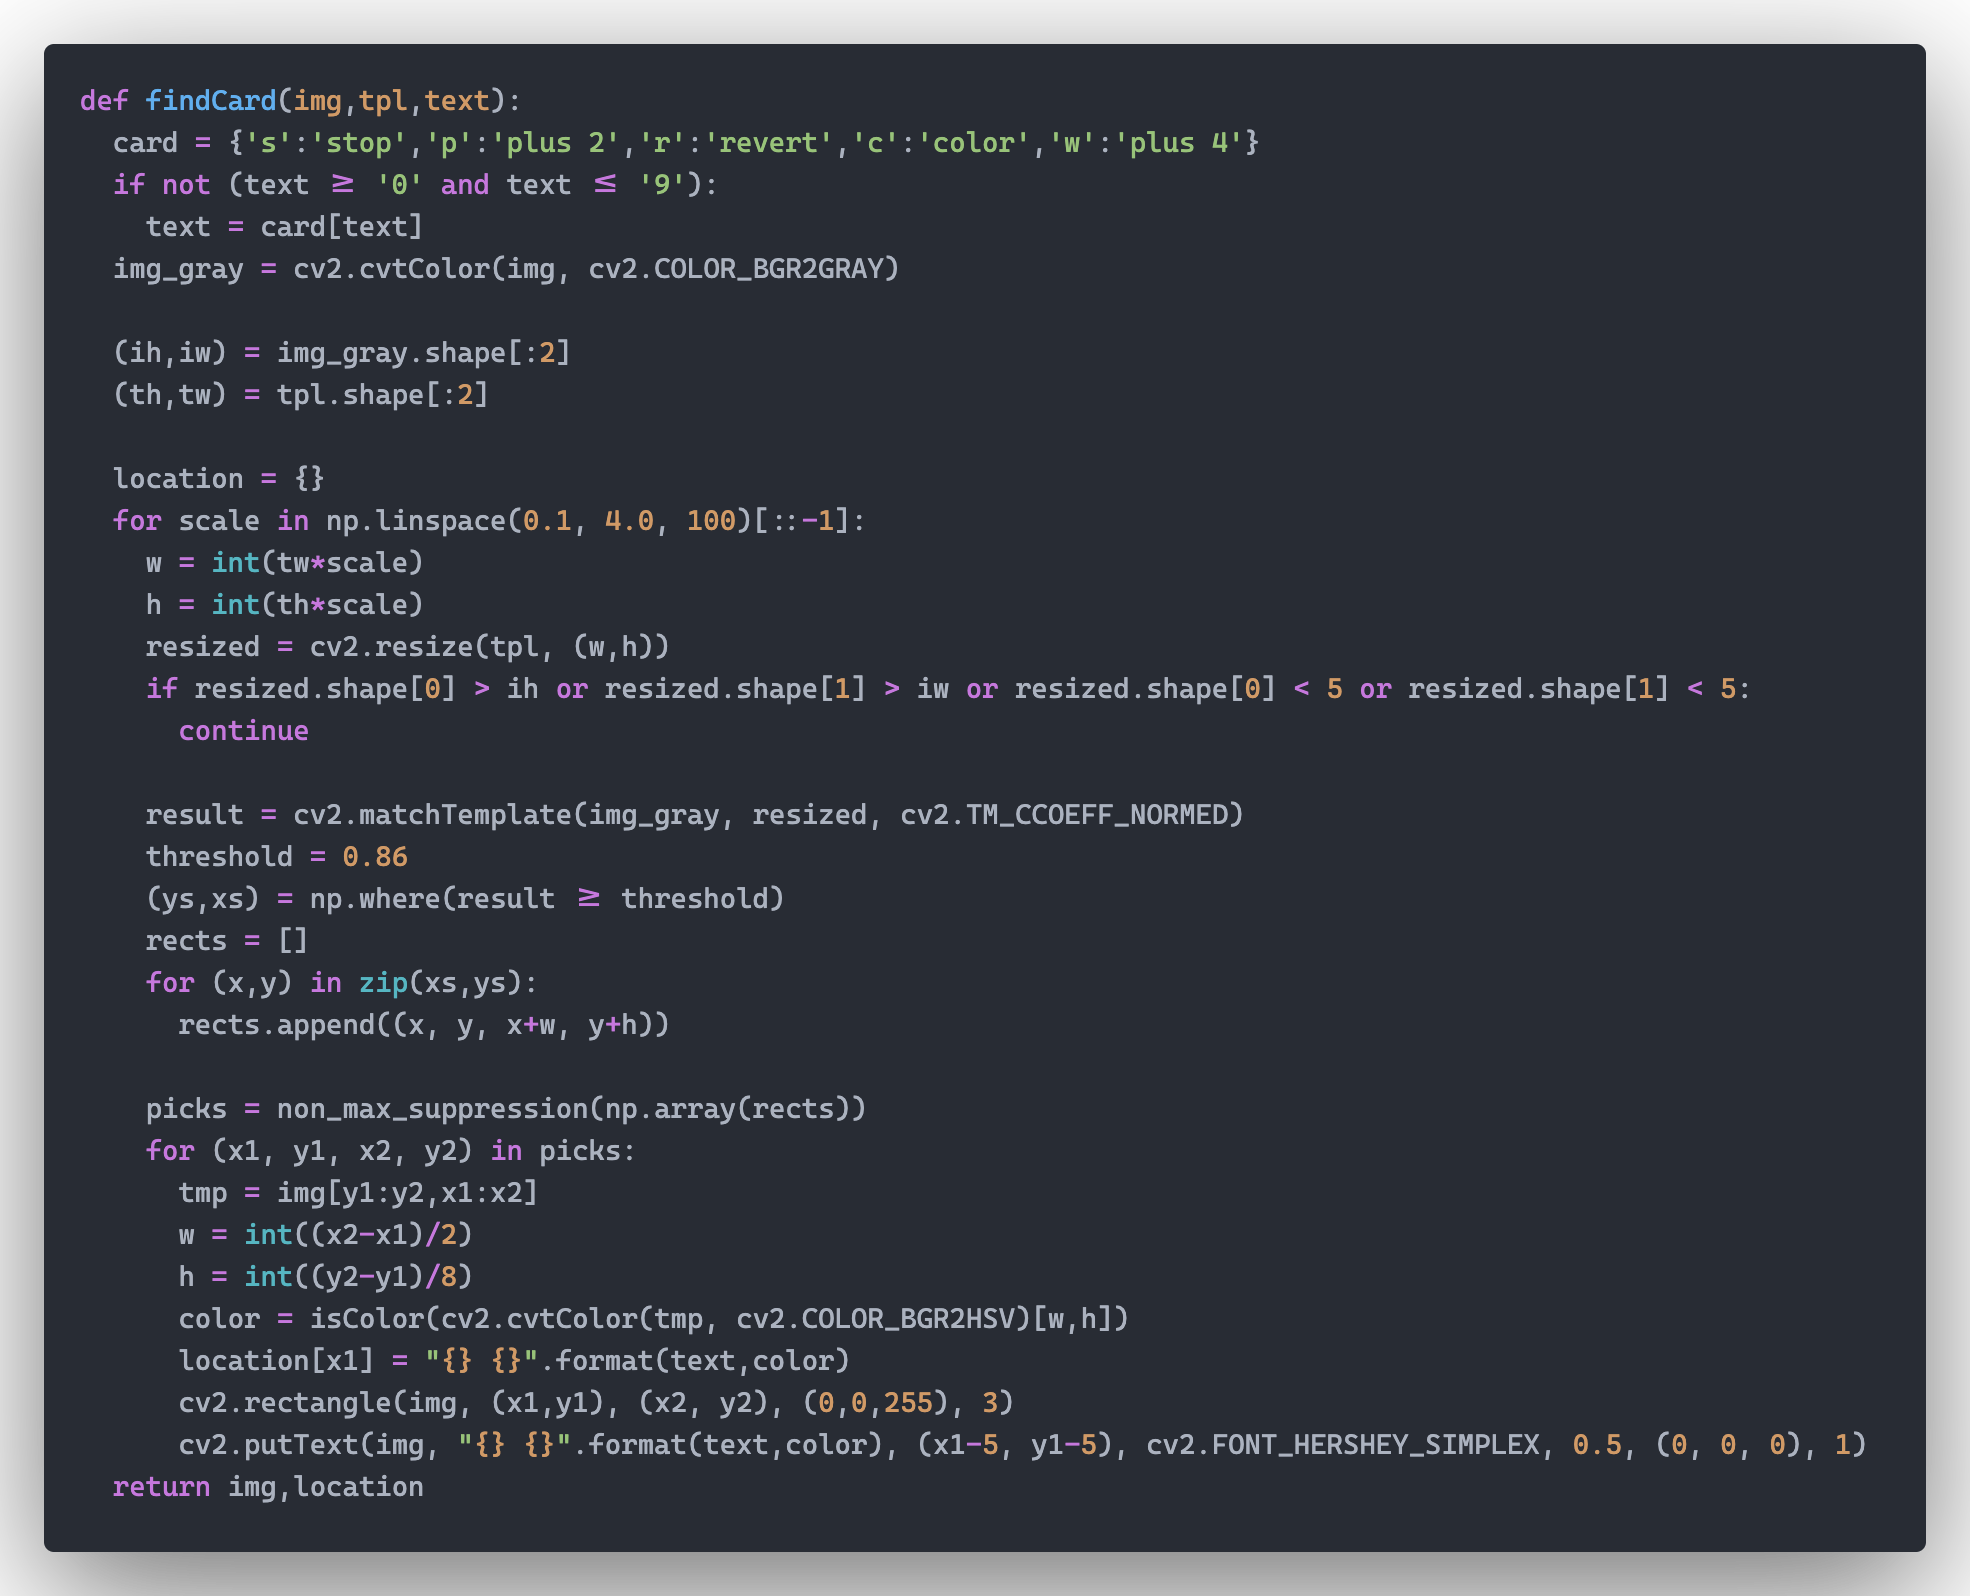 def findCard(img,tpl,text):
  card = {'s':'stop','p':'plus 2','r':'revert','c':'color','w':'plus 4'}
  if not (text ≥ '0' and text ≤ '9'):
    text = card[text]
  img_gray = cv2.cvtColor(img, cv2.COLOR_BGR2GRAY)

  (ih,iw) = img_gray.shape[:2]
  (th,tw) = tpl.shape[:2]

  location = {}
  for scale in np.linspace(0.1, 4.0, 100)[::-1]:
    w = int(tw*scale)
    h = int(th*scale)
    resized = cv2.resize(tpl, (w,h))
    if resized.shape[0] > ih or resized.shape[1] > iw or resized.shape[0] < 5 or resized.shape[1] < 5:
      continue

    result = cv2.matchTemplate(img_gray, resized, cv2.TM_CCOEFF_NORMED)
    threshold = 0.86
    (ys,xs) = np.where(result ≥ threshold)
    rects = []
    for (x,y) in zip(xs,ys):
      rects.append((x, y, x+w, y+h))

    picks = non_max_suppression(np.array(rects))
    for (x1, y1, x2, y2) in picks:
      tmp = img[y1:y2,x1:x2]
      w = int((x2-x1)/2)
      h = int((y2-y1)/8)
      color = isColor(cv2.cvtColor(tmp, cv2.COLOR_BGR2HSV)[w,h])
      location[x1] = "{} {}".format(text,color)
      cv2.rectangle(img, (x1,y1), (x2, y2), (0,0,255), 3)
      cv2.putText(img, "{} {}".format(text,color), (x1-5, y1-5), cv2.FONT_HERSHEY_SIMPLEX, 0.5, (0, 0, 0), 1)
  return img,location